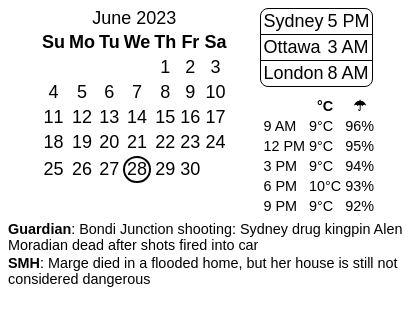 June 2023
Su Mo Tu We Th Fr Sa
1 2 3
4 5 6 7 8 9 10
11 12 13 14 15 16 17
18 19 20 21 22 23 24
25 26 27 28 29 30
Sydney 5 PM
Ottawa 3 AM
London 8 AM
°C ☂
9 AM 9°C 96%
12 PM 9°C 95%
3 PM 9°C 94%
6 PM 10°C 93%
9 PM 9°C 92%
Guardian: Bondi Junction shooting: Sydney drug kingpin Alen
Moradian dead after shots fired into car
SMH: Marge died in a flooded home, but her house is still not
considered dangerous